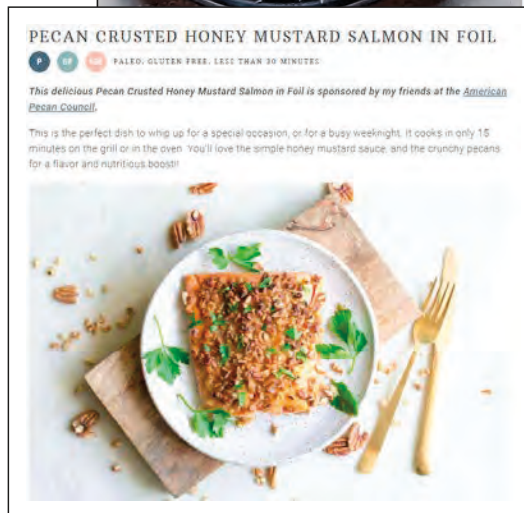 PECAN CRUSTED HONEY MUSTARD SALMON IN FOIL
P GF
PALEO, GLUTEN FREE, LESS THAN 30 MINUTES
This delicious Pecan Crusted Honey Mustard Salmon in Foil is sponsored by my friends at the American
Pecan Council.
This is the perfect dish to whip up for a special occasion, or for a busy weeknight. It cooks in only 15
minutes on the grill or in the oven. You'll love the simple honey mustard sauce, and the crunchy pecans
for a flavor and nutritious boost!!